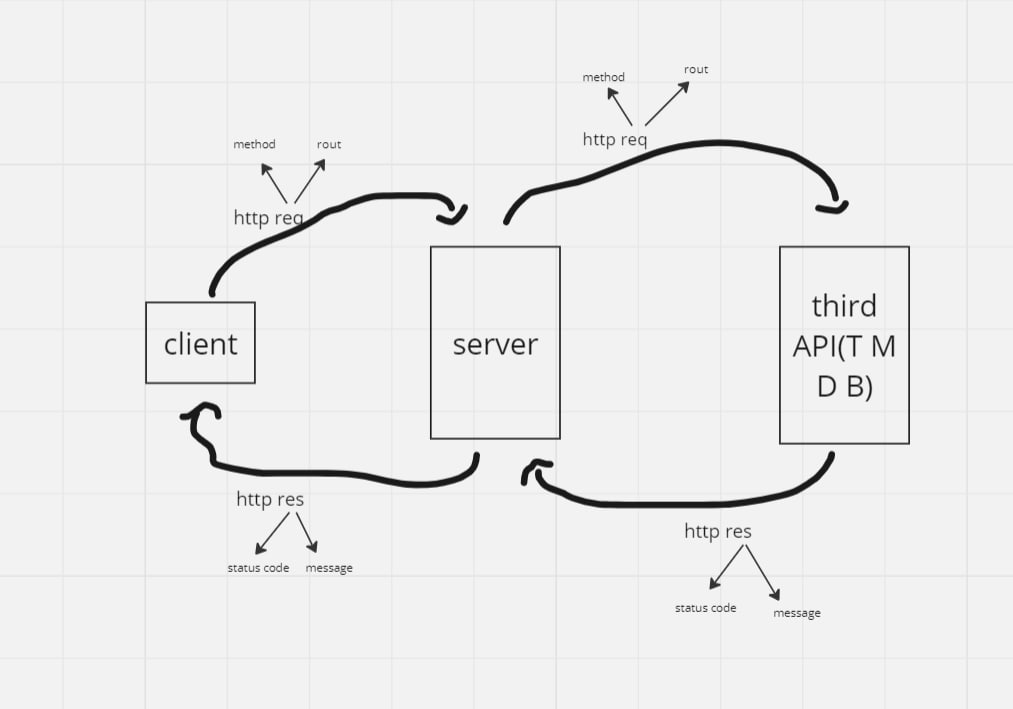 method rout
http req
method rout
http req
client
server
third
API(T M
D B)
http res
status code message
http res
status code message